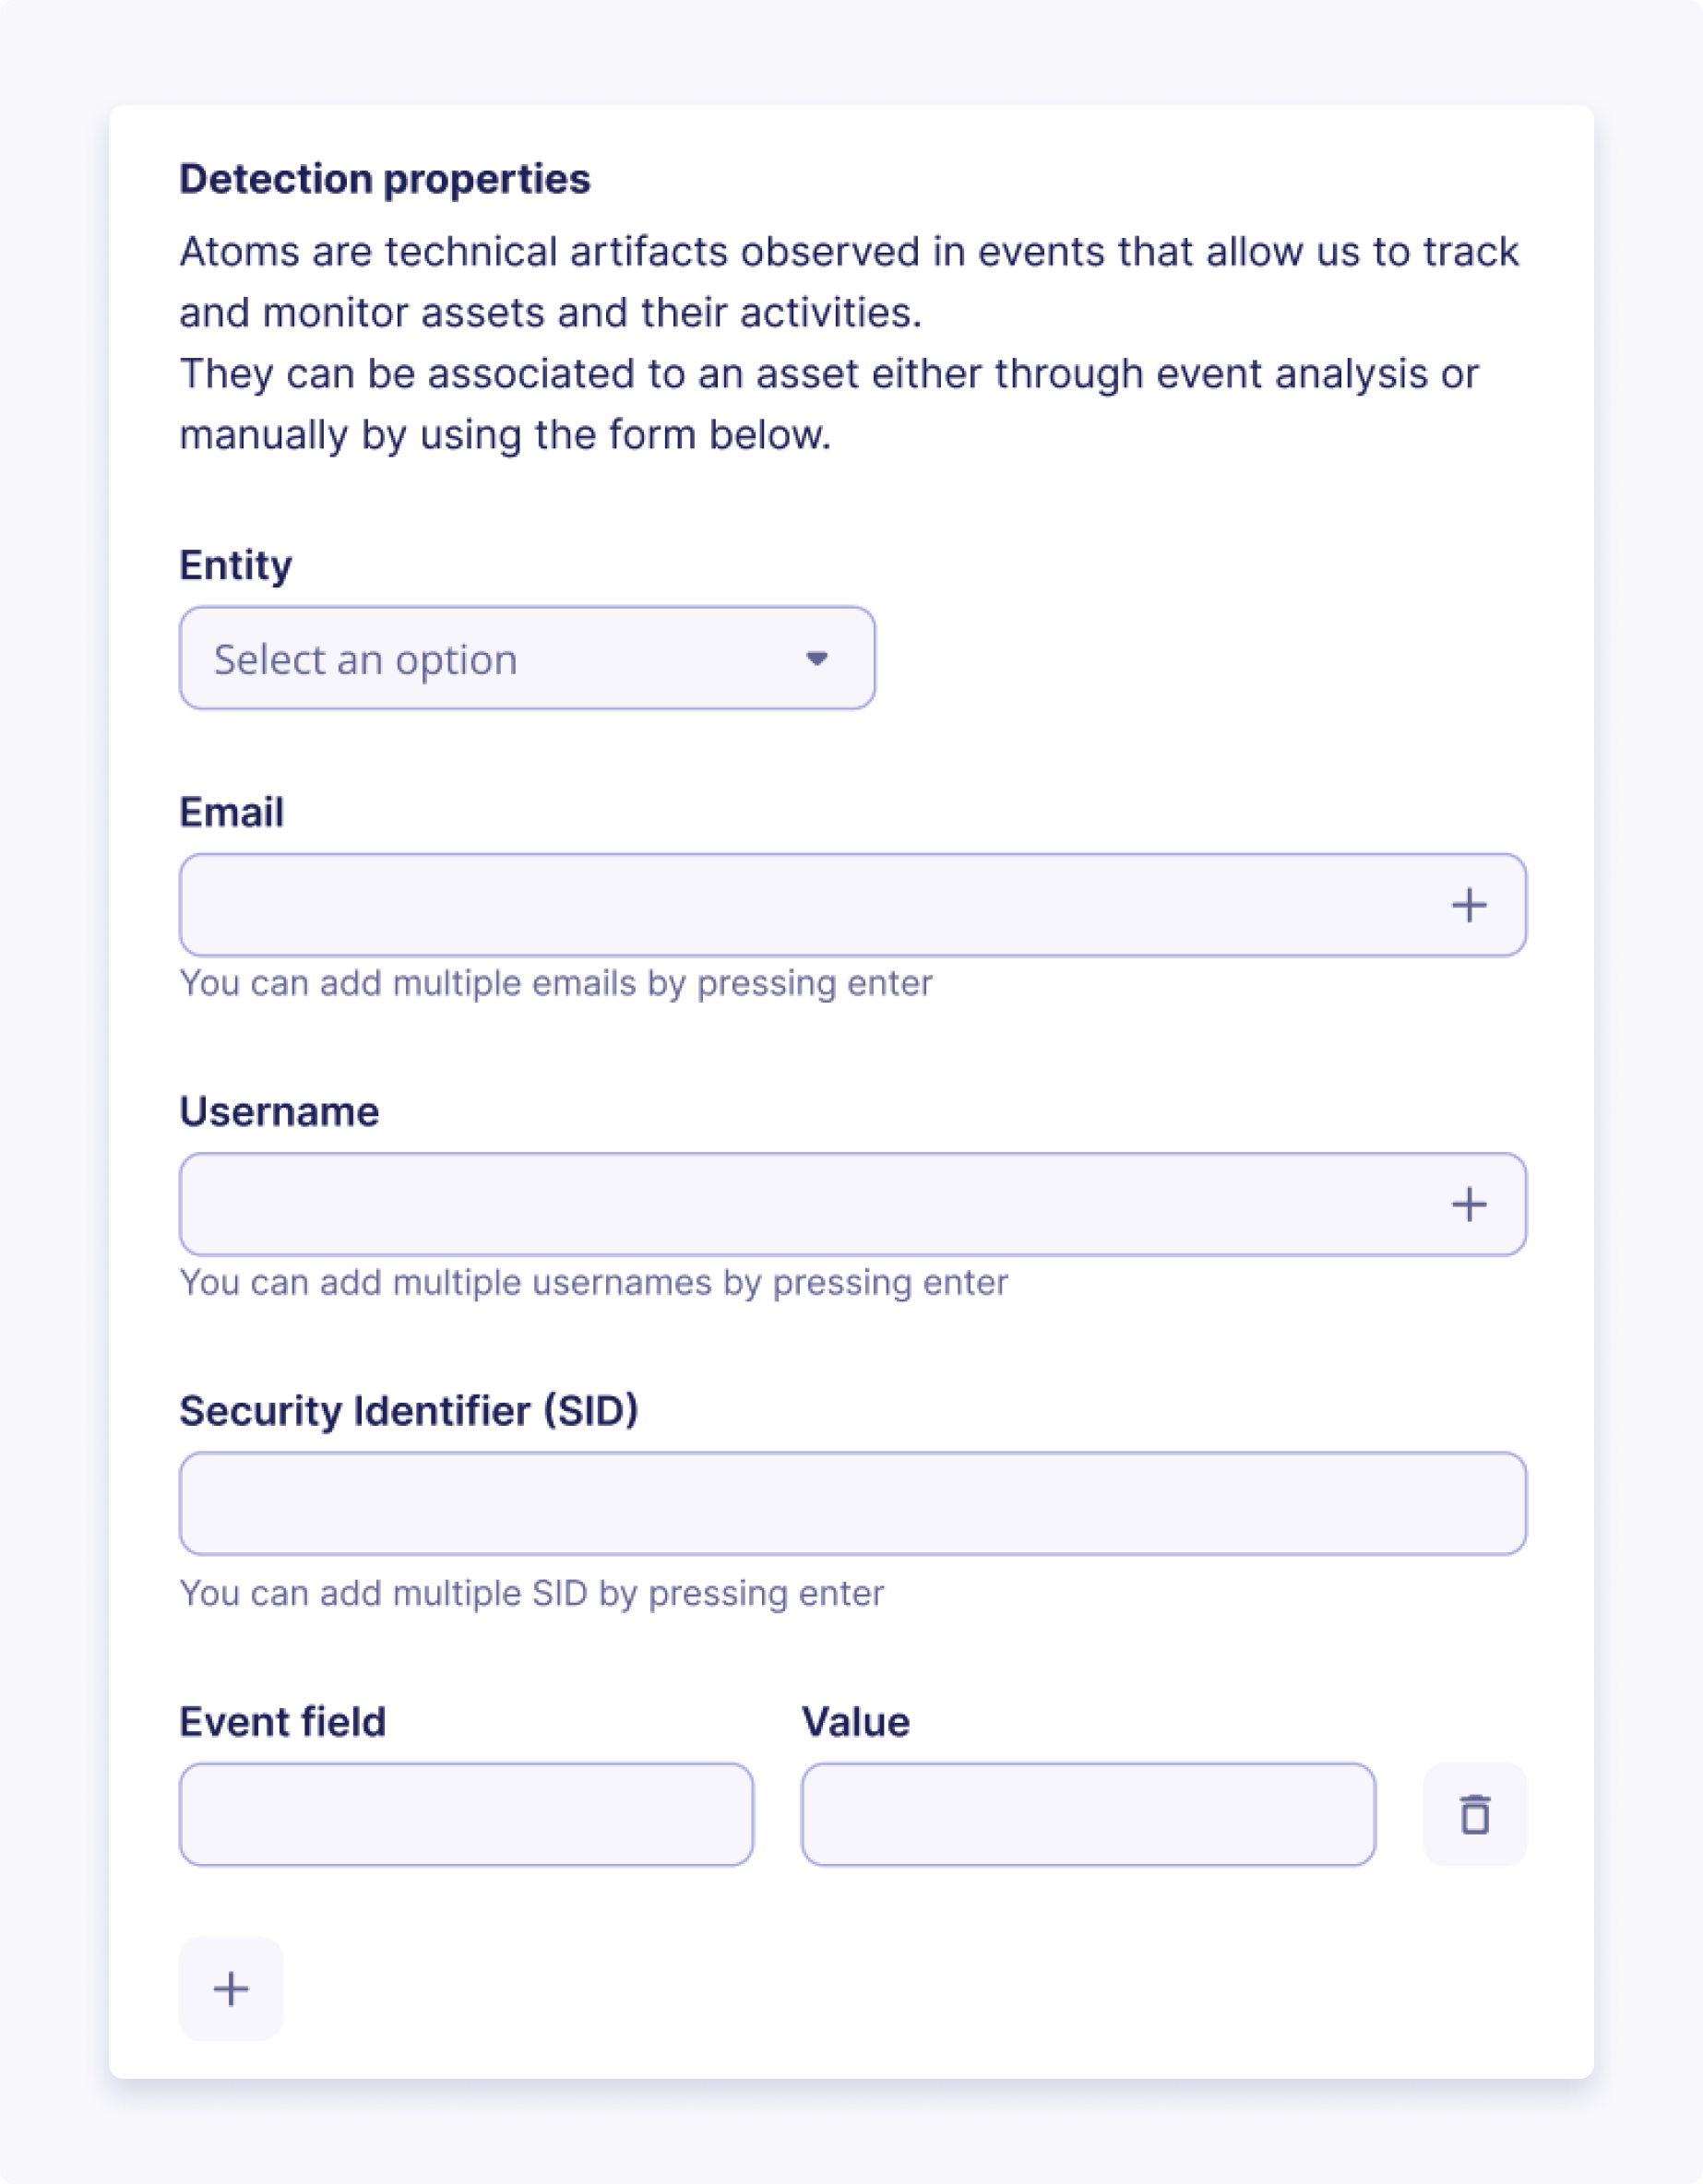 Detection properties
Atoms are technical artifacts observed in events that allow us to track
and monitor assets and their activities.
They can be associated to an asset either through event analysis or
manually by using the form below.
Entity
Select an option
Email
You can add multiple emails by pressing enter
Username
You can add multiple usernames by pressing enter
Security Identifier (SID)
You can add multiple SID by pressing enter
Event field
Value